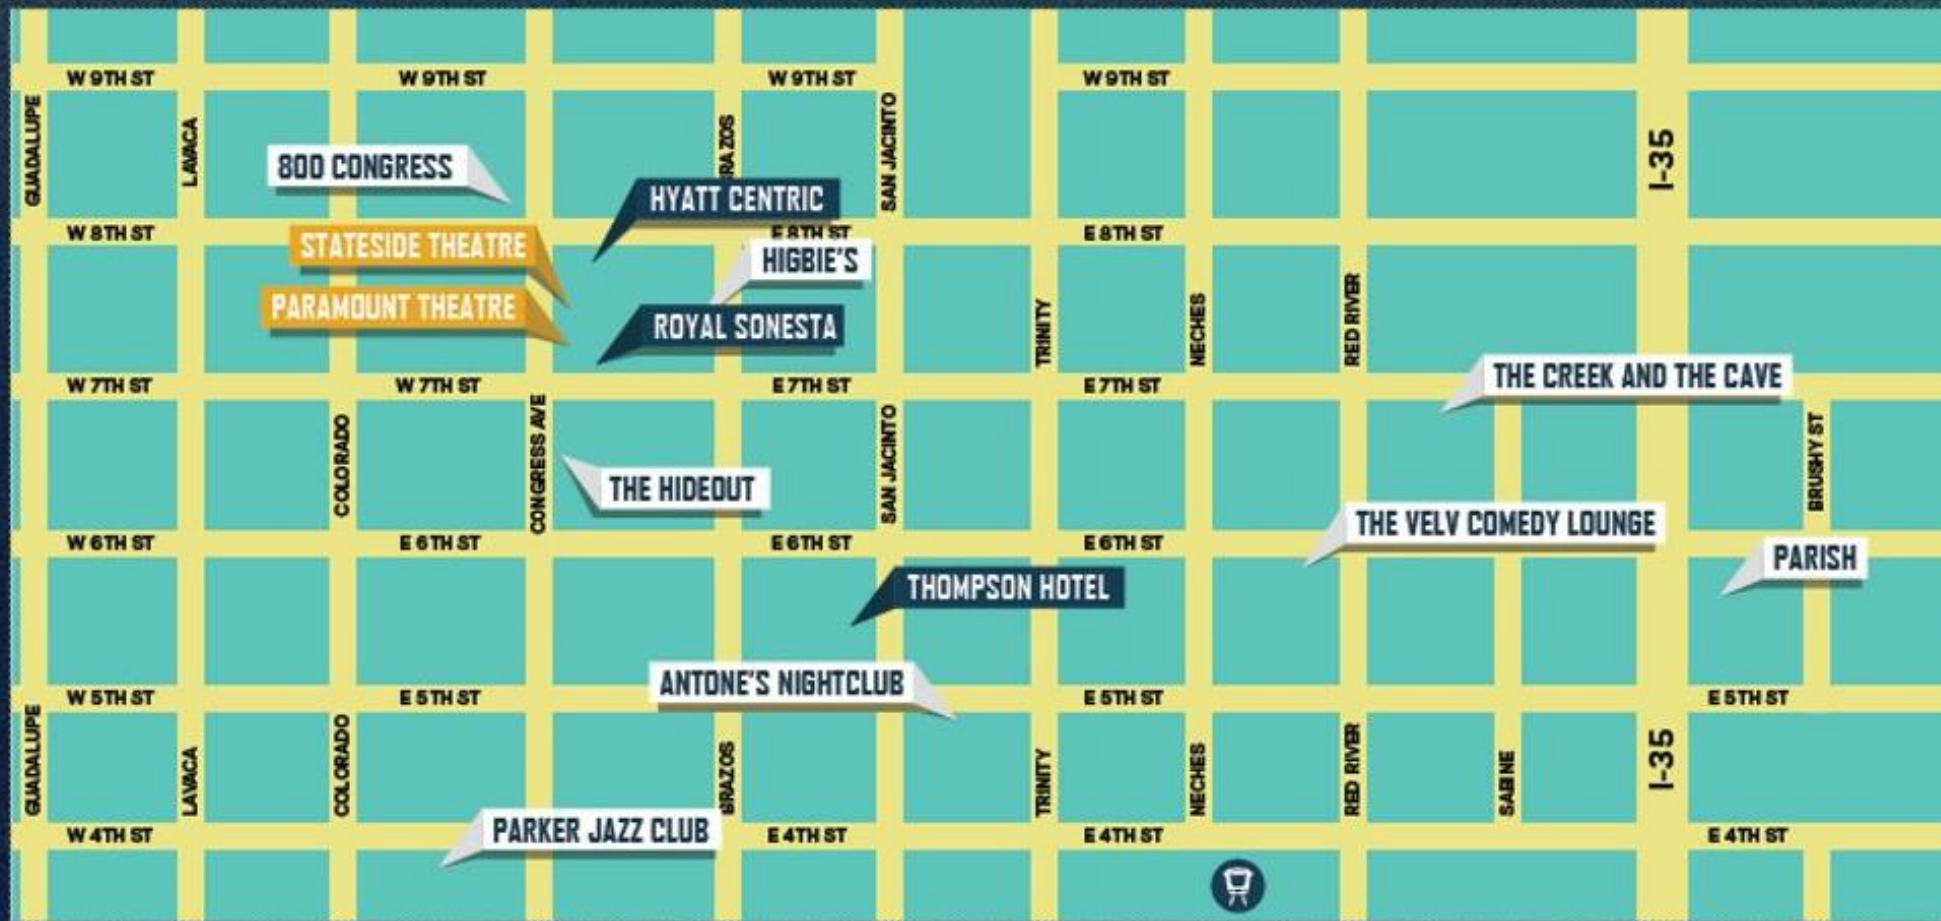 W 9TH ST
W 9TH ST
W 9TH ST
W 9TH ST
GUADALUPE
LAVACA
RAZOS
SAN JACINTO
I-35
800 CONGRESS
HYATT CENTRIC
W 8TH ST
E 8TH ST
E 8TH ST
STATESIDE THEATRE
HIGBIE'S
PARAMOUNT THEATRE
ROYAL SONESTA
TRINITY
NECHES
RED RIVER
W 7TH ST
W 7TH ST
E 7TH ST
E 7TH ST
THE CREEK AND THE CAVE
COLORADO
CONGRESS AVE
SAN JACINTO
BRUSHY ST
THE HIDEOUT
THE VELV COMEDY LOUNGE
W 6TH ST
E 6TH ST
E 6TH ST
E 6TH ST
PARISH
THOMPSON HOTEL
ANTONE'S NIGHTCLUB
W 5TH ST
E 5TH ST
E 5TH ST
E 5TH ST
GUADALUPE
LAVACA
COLORADO
BRAZOS
TRINITY
NECHES
RED RIVER
SABINE
I-35
PARKER JAZZ CLUB
W 4TH ST
E 4TH ST
E 4TH ST
E 4TH ST